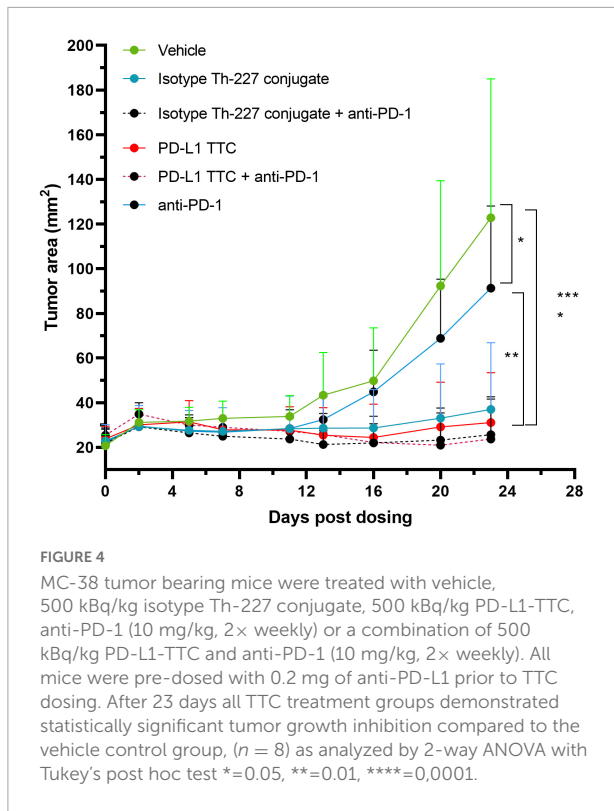 200
180
160
140
120
100
80
60
40
20
Tumor area (mm²)
Vehicle
Isotype Th-227 conjugate
Isotype Th-227 conjugate + anti-PD-1
PD-L1 TTC
PD-L1 TTC + anti-PD-1
anti-PD-1
*
**
***
*
0 4 8 12 16 20 24 28
Days post dosing
FIGURE 4
MC-38 tumor bearing mice were treated with vehicle,
500 kBq/kg isotype Th-227 conjugate, 500 kBq/kg PD-L1-TTC,
anti-PD-1 (10 mg/kg, 2× weekly) or a combination of 500
kBq/kg PD-L1-TTC and anti-PD-1 (10 mg/kg, 2× weekly). All
mice were pre-dosed with 0.2 mg of anti-PD-L1 prior to TTC
dosing. After 23 days all TTC treatment groups demonstrated
statistically significant tumor growth inhibition compared to the
vehicle control group, (n = 8) as analyzed by 2-way ANOVA with
Tukey's post hoc test *=0.05, **=0.01, ****=0,0001.